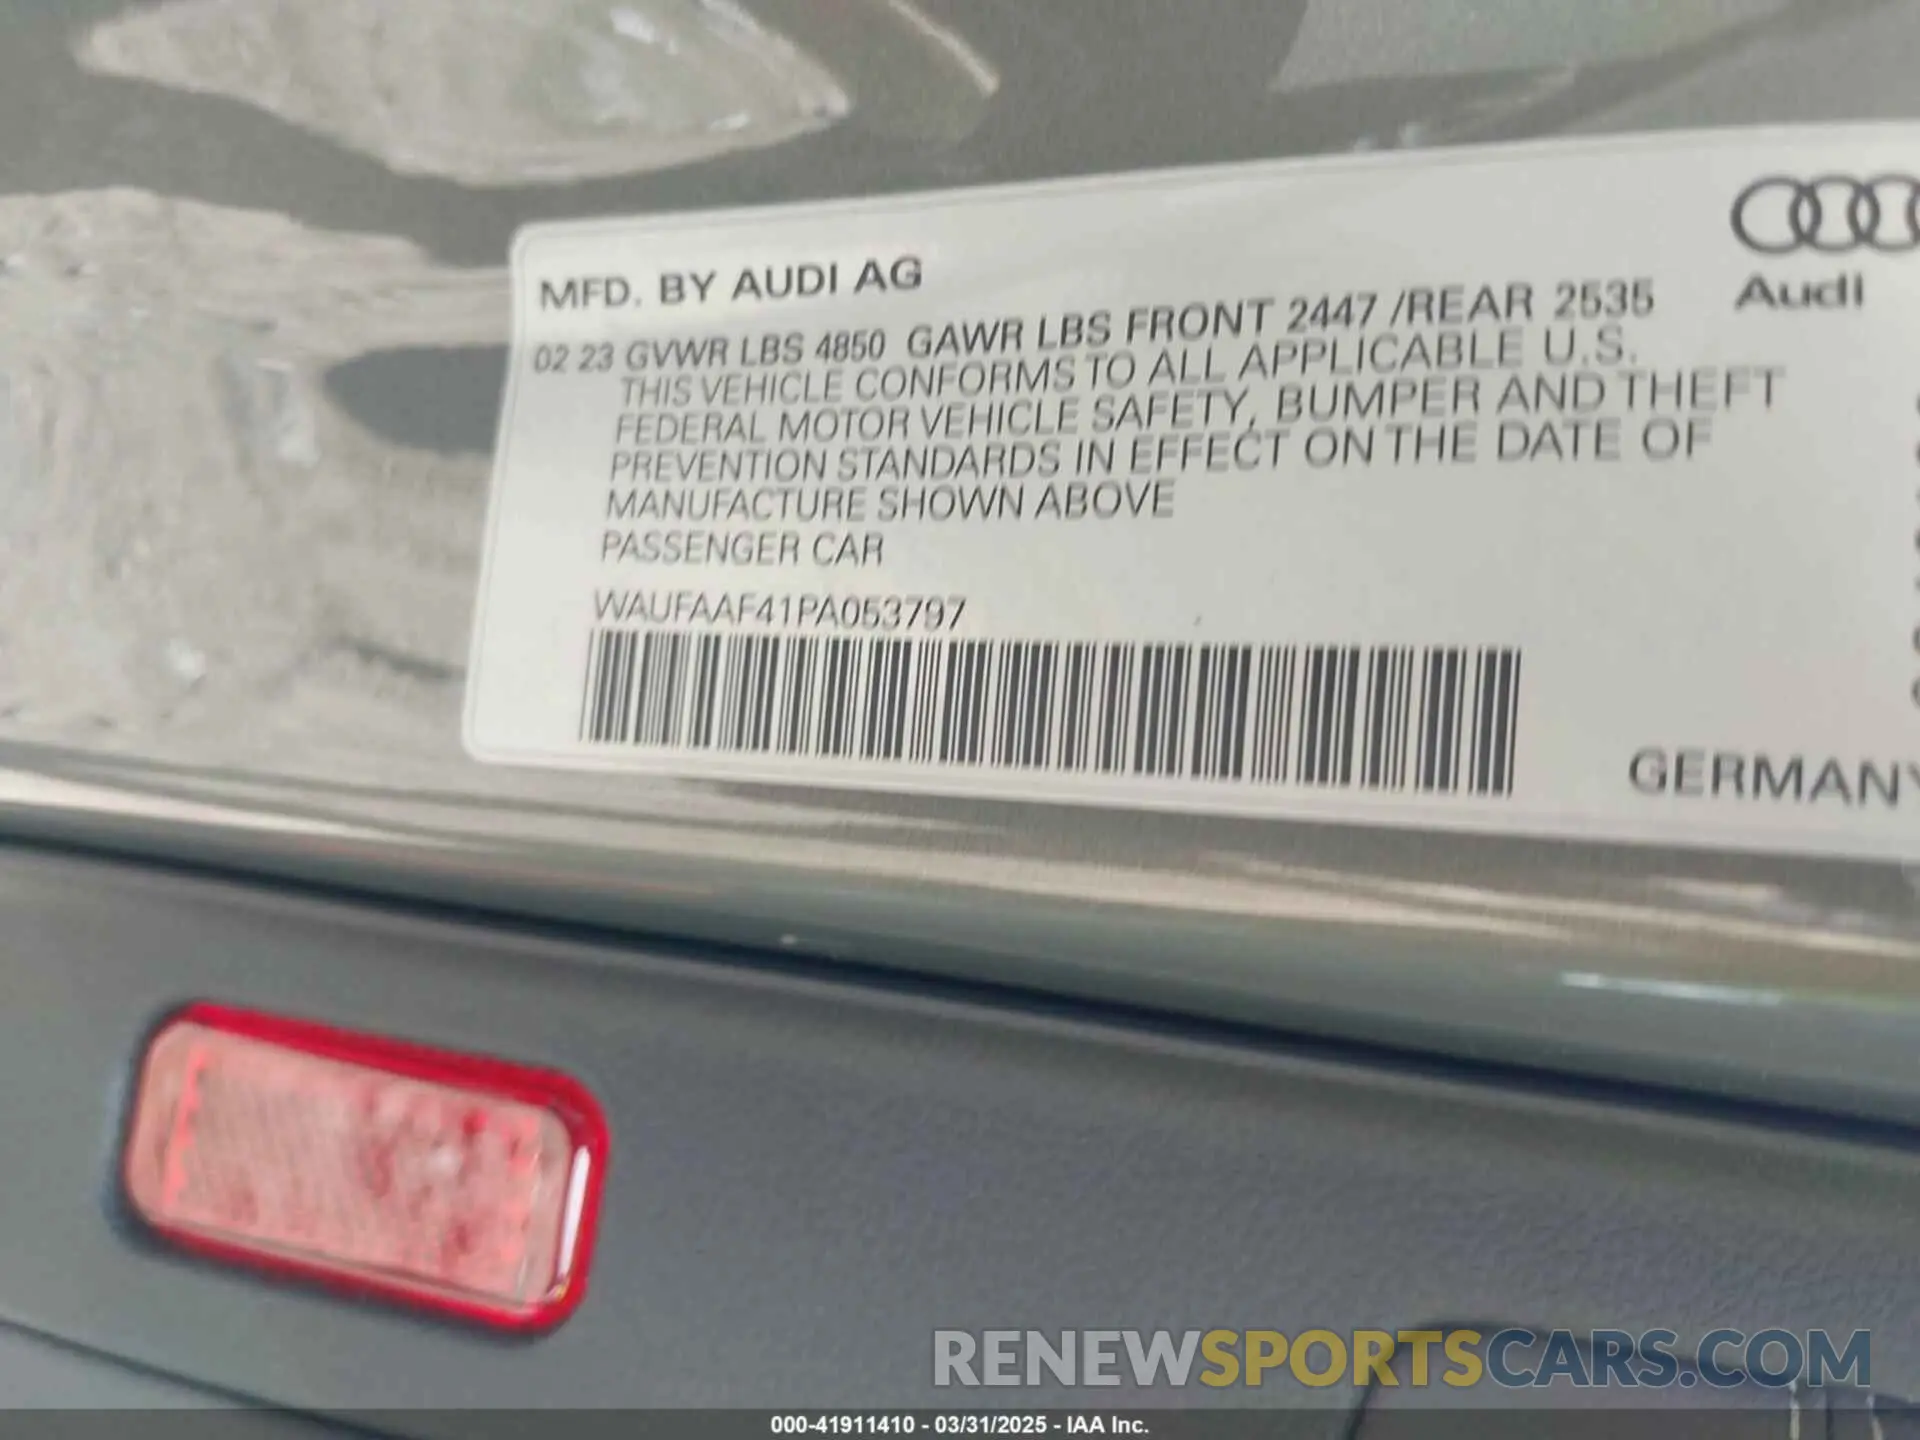 MFD. BY AUDI AG
Audi
02 23 GVWR LBS 4850 GAWR LBS FRONT 2447 /REAR 2535
THIS VEHICLE CONFORMS TO ALL APPLICABLE U.S.
FEDERAL MOTOR VEHICLE SAFETY, BUMPER AND THEFT
PREVENTION STANDARDS IN EFFECT ON THE DATE OF
MANUFACTURE SHOWN ABOVE
PASSENGER CAR
WAUFAAF41PA053797
GERMANY
RENEWSPORTSCARS.COM
000-41911410 - 03/31/2025 - IAA Inc.